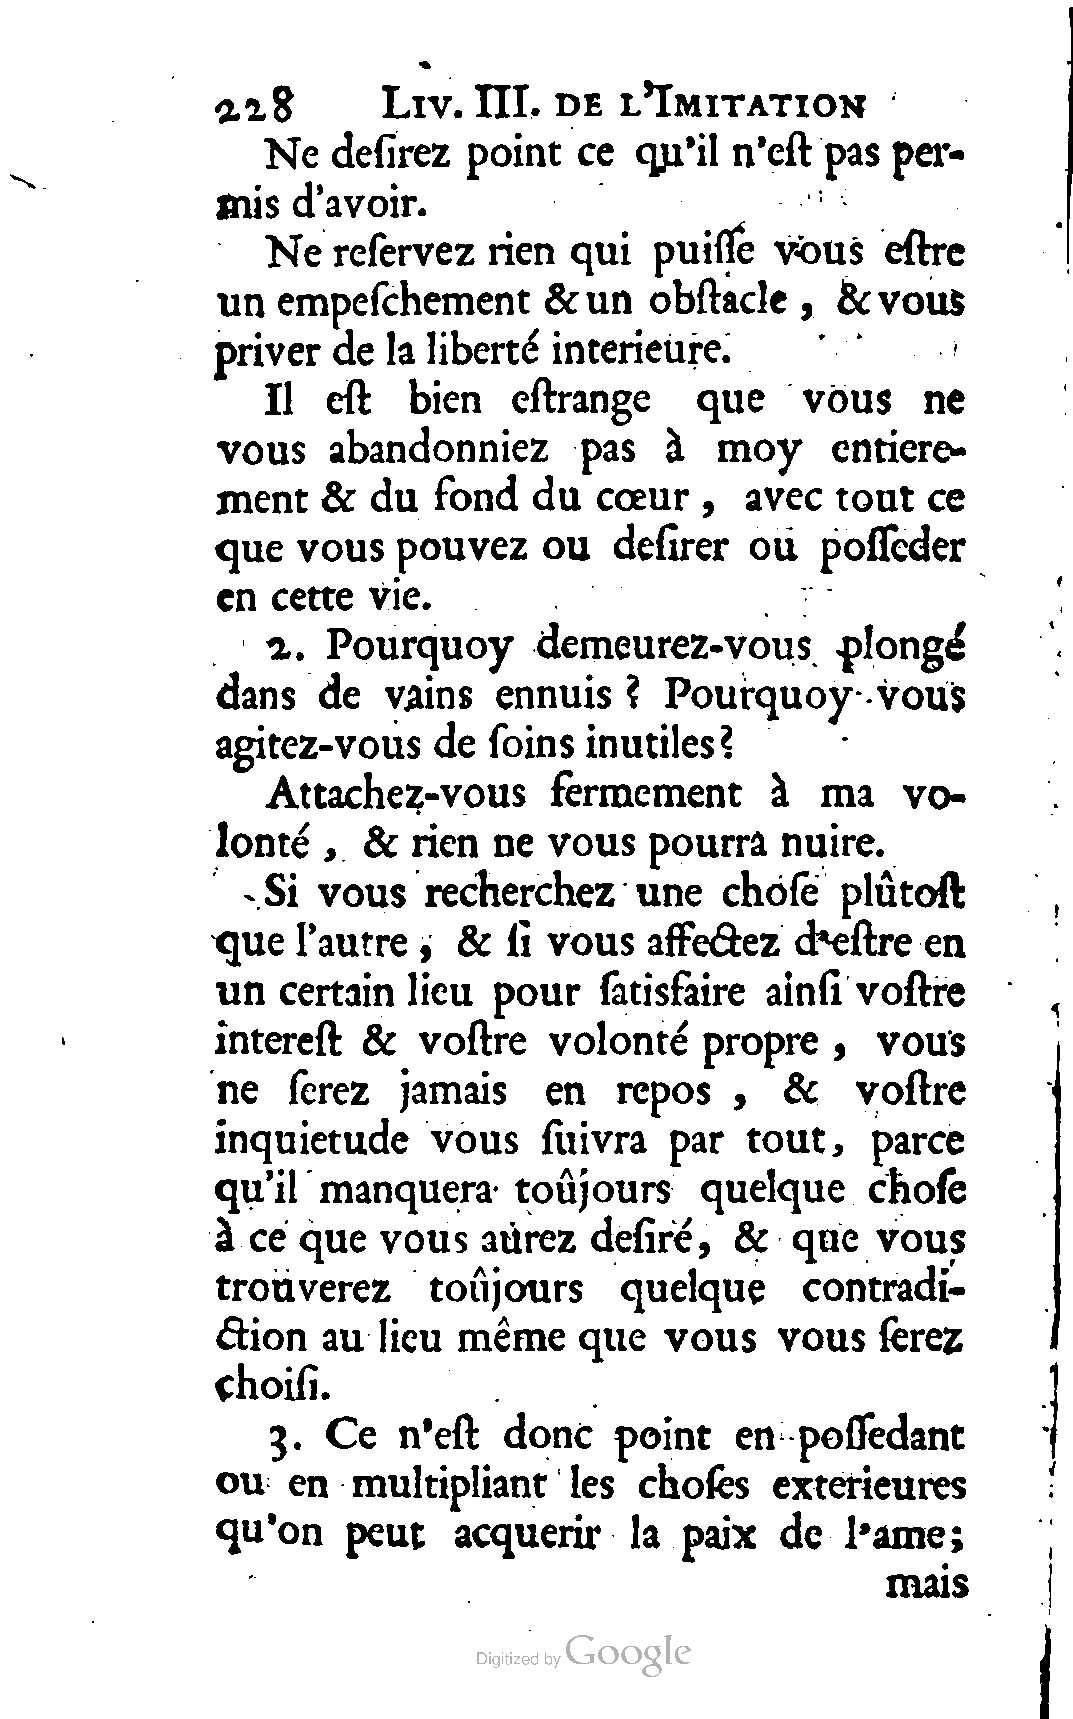 228 LIV. III. DE L'IMITATION
Ne deſirez point ce qu'il n'eſt pas per-
mis d'avoir.
Ne reſervez rien qui puiſſe vous eſtre
un empeſchement & un obſtacle , & vous
priver de la liberté interieure.
Il eſt bien eſtrange que vous ne
vous abandonniez pas à moy entiere-
ment & du fond du cœur , avec tout ce
que vous pouvez ou deſirer ou poſſeder
en cette vie.
2. Pourquoy demeurez-vous plongé
dans de vains ennuis ? Pourquoy vous
agitez-vous de ſoins inutiles?
Attachez-vous fermement à ma vo-
lonté , & rien ne vous pourra nuire.
Si vous recherchez une choſe plûtoſt
que l'autre , & ſi vous affectez d'eſtre en
un certain lieu pour ſatisfaire ainſi voſtre
intereſt & voſtre volonté propre , vous
ne ſerez jamais en repos , & voſtre
inquietude vous ſuivra par tout, parce
qu'il manquera toûjours quelque choſe
à ce que vous aurez deſiré, & que vous
trouverez toûjours quelque contradi-
ction au lieu même que vous vous ſerez
choiſi.
3. Ce n'eſt donc point en poſſedant
ou en multipliant les choſes exterieures
qu'on peut acquerir la paix de l'ame;
mais
Digitized by Google